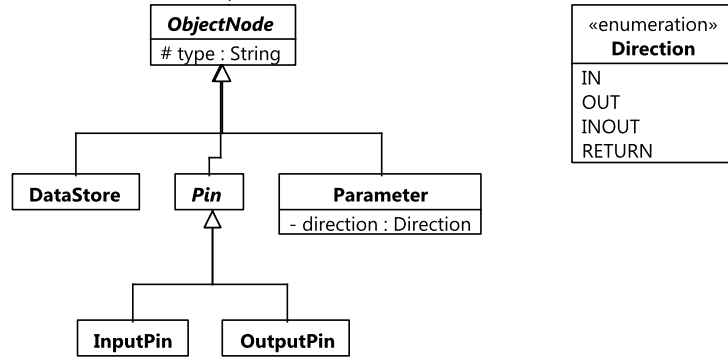 ObjectNode
# type : String
«enumeration»
Direction
IN
OUT
INOUT
RETURN
DataStore
Pin
Parameter
- direction : Direction
InputPin
OutputPin